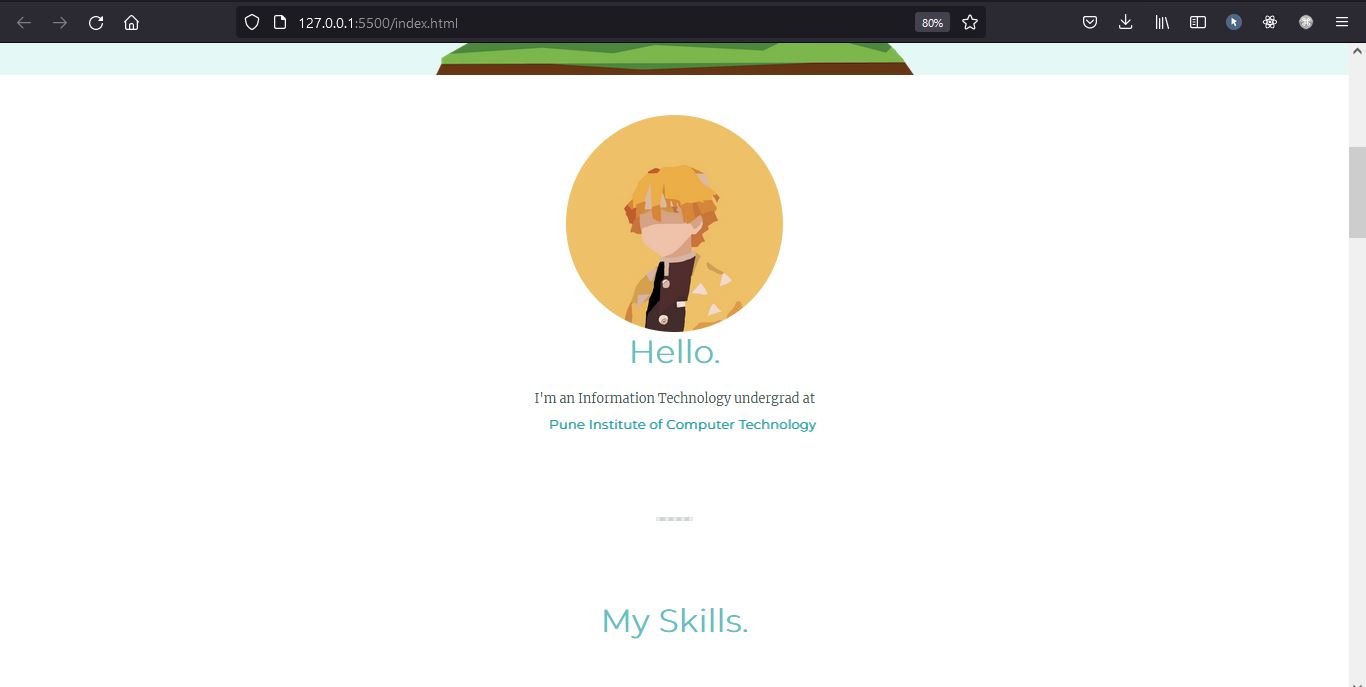 127.0.0.1:5500/index.html
80%
Hello.
I'm an Information Technology undergrad at
Pune Institute of Computer Technology
My Skills.